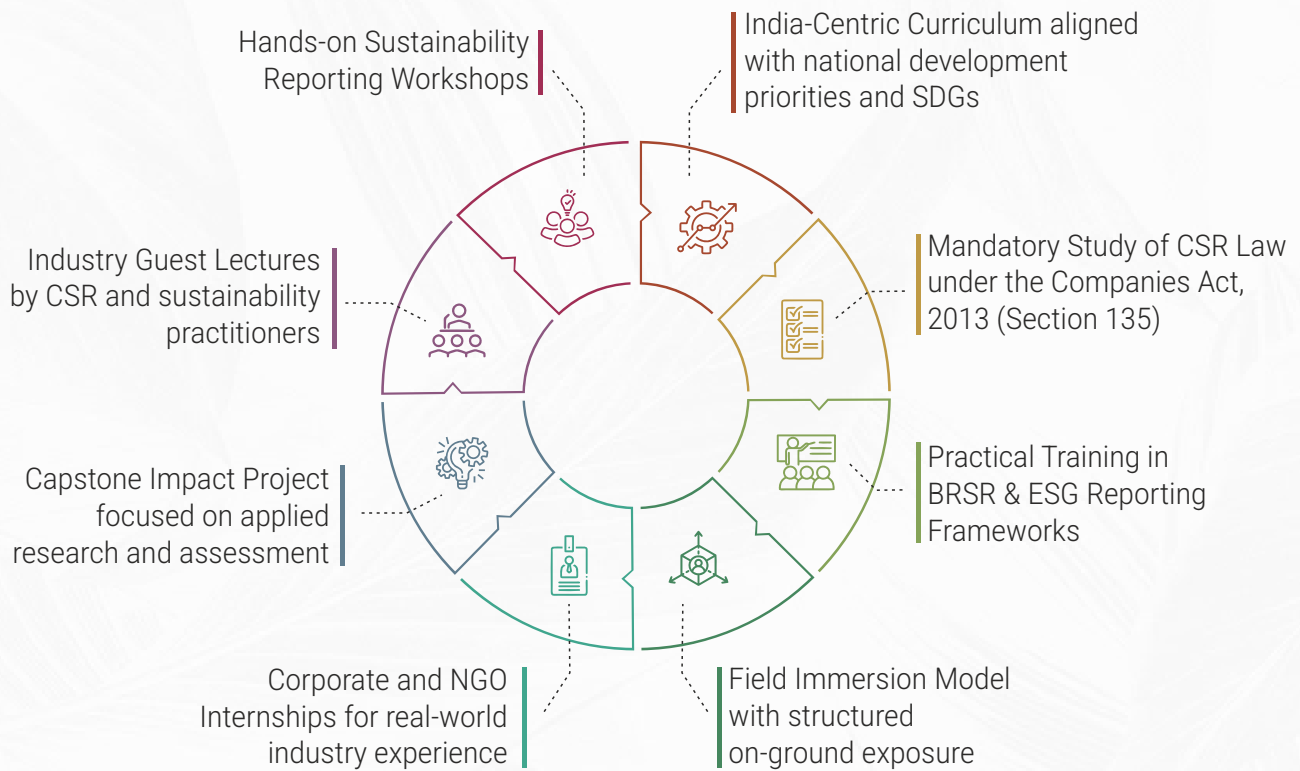 Hands-on Sustainability
Reporting Workshops
India-Centric Curriculum aligned
with national development
priorities and SDGs
Industry Guest Lectures
by CSR and sustainability
practitioners
Mandatory Study of CSR Law
under the Companies Act,
2013 (Section 135)
Capstone Impact Project
focused on applied
research and assessment
Practical Training in
BRSR & ESG Reporting
Frameworks
Corporate and NGO
Internships for real-world
industry experience
Field Immersion Model
with structured
on-ground exposure